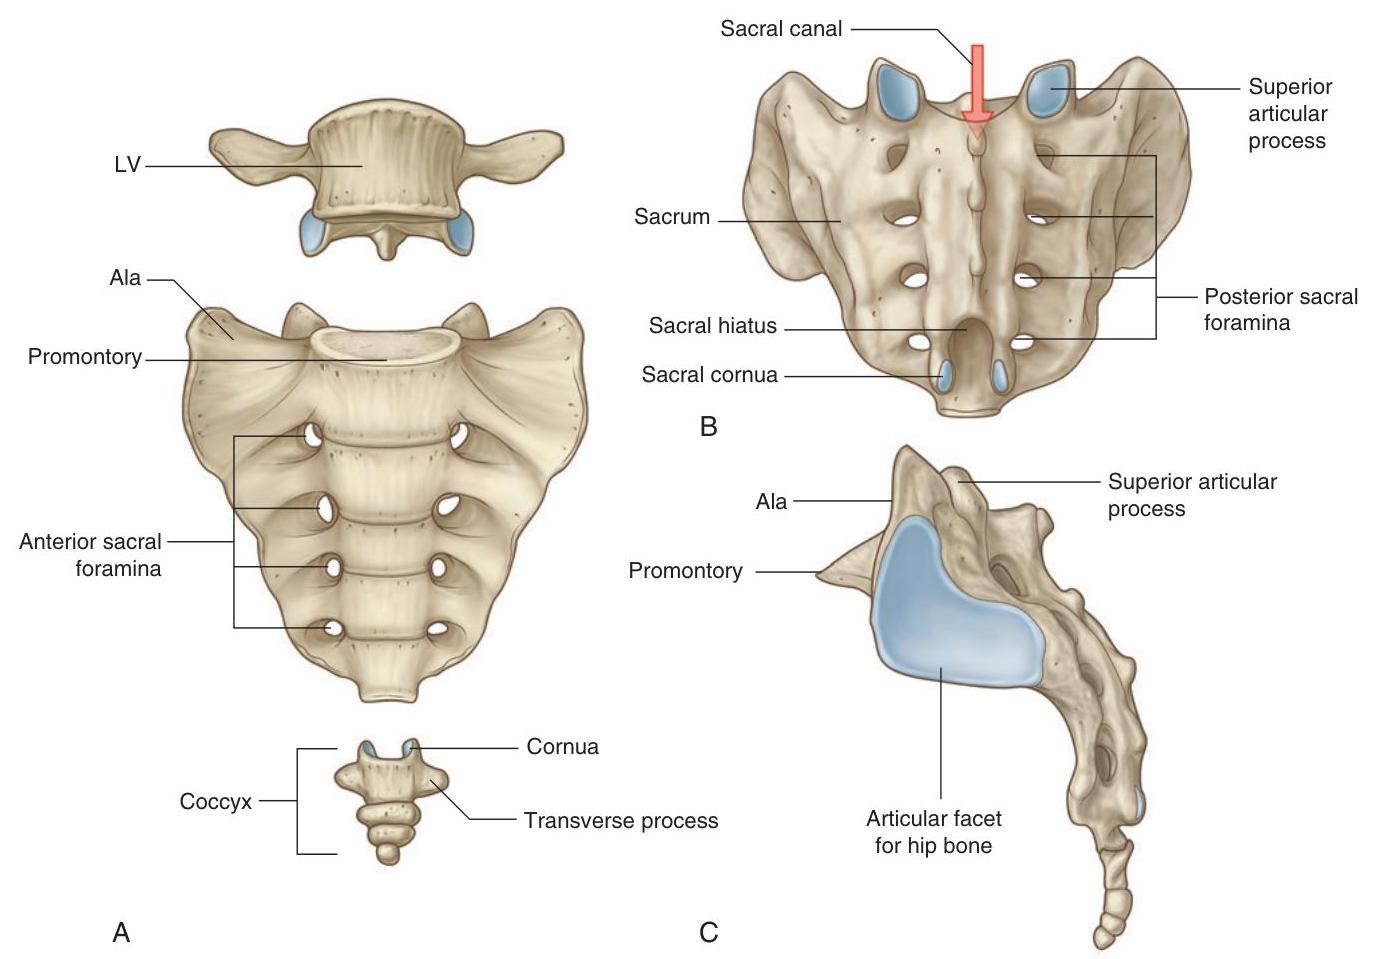 LV
Ala
Promontory
Anterior sacral
foramina
Coccyx
Cornua
Transverse process
A
Sacral canal
Superior
articular
process
Sacrum
Posterior sacral
foramina
Sacral hiatus
Sacral cornua
B
Superior articular
process
Ala
Promontory
Articular facet
for hip bone
C